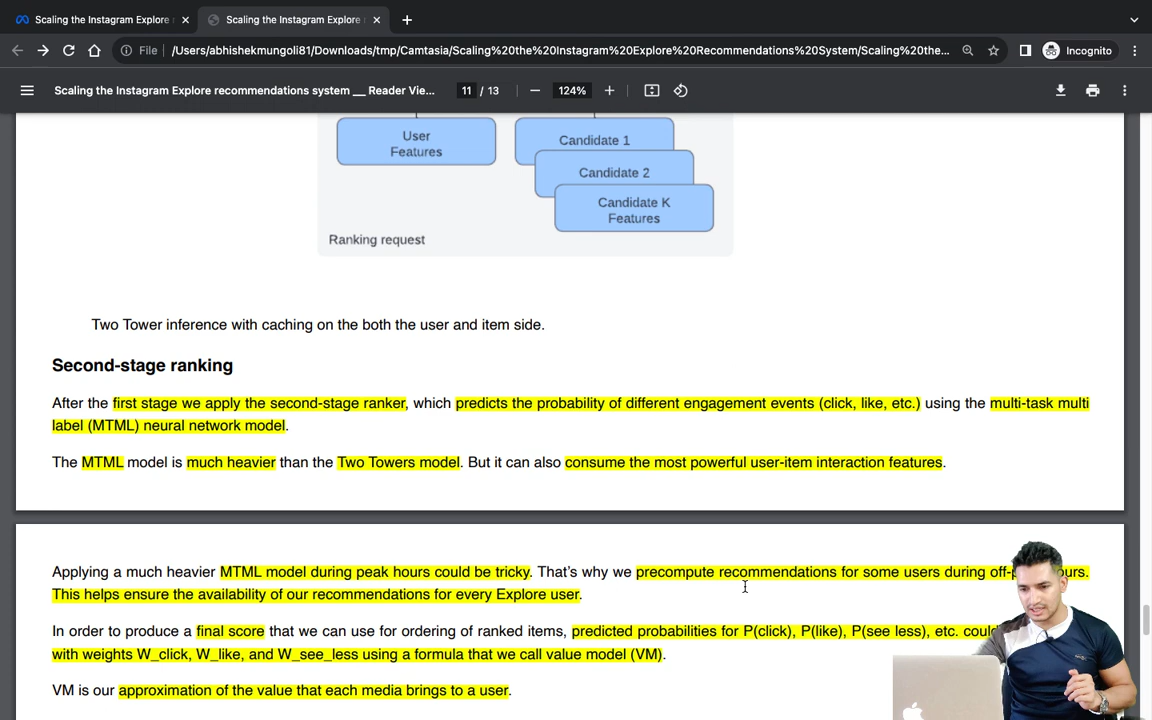 Scaling the Instagram Explore
Scaling the Instagram Explore
File
/Users/abhishekmungoli81/Downloads/tmp/Camtasia/Scaling%20the%20Instagram%20Explore%20Recommendations%20System/Scaling%20the...
Incognito
Scaling the Instagram Explore recommendations system __ Reader Vie...
11 / 13
124%
User
Features
Candidate 1
Candidate 2
Candidate K
Features
Ranking request
Two Tower inference with caching on the both the user and item side.
Second-stage ranking
After the first stage we apply the second-stage ranker, which predicts the probability of different engagement events (click, like, etc.) using the multi-task multi
label (MTML) neural network model.
The MTML model is much heavier than the Two Towers model. But it can also consume the most powerful user-item interaction features.
Applying a much heavier MTML model during peak hours could be tricky. That's why we precompute recommendations for some users during
This helps ensure the availability of our recommendations for every Explore user.
In order to produce a final score that we can use for ordering of ranked items, predicted probabilities for P(click), P(like), P(see less), etc.
with weights W_click, W_like, and W_see_less using a formula that we call value model (VM).
VM is our approximation of the value that each media brings to a user.